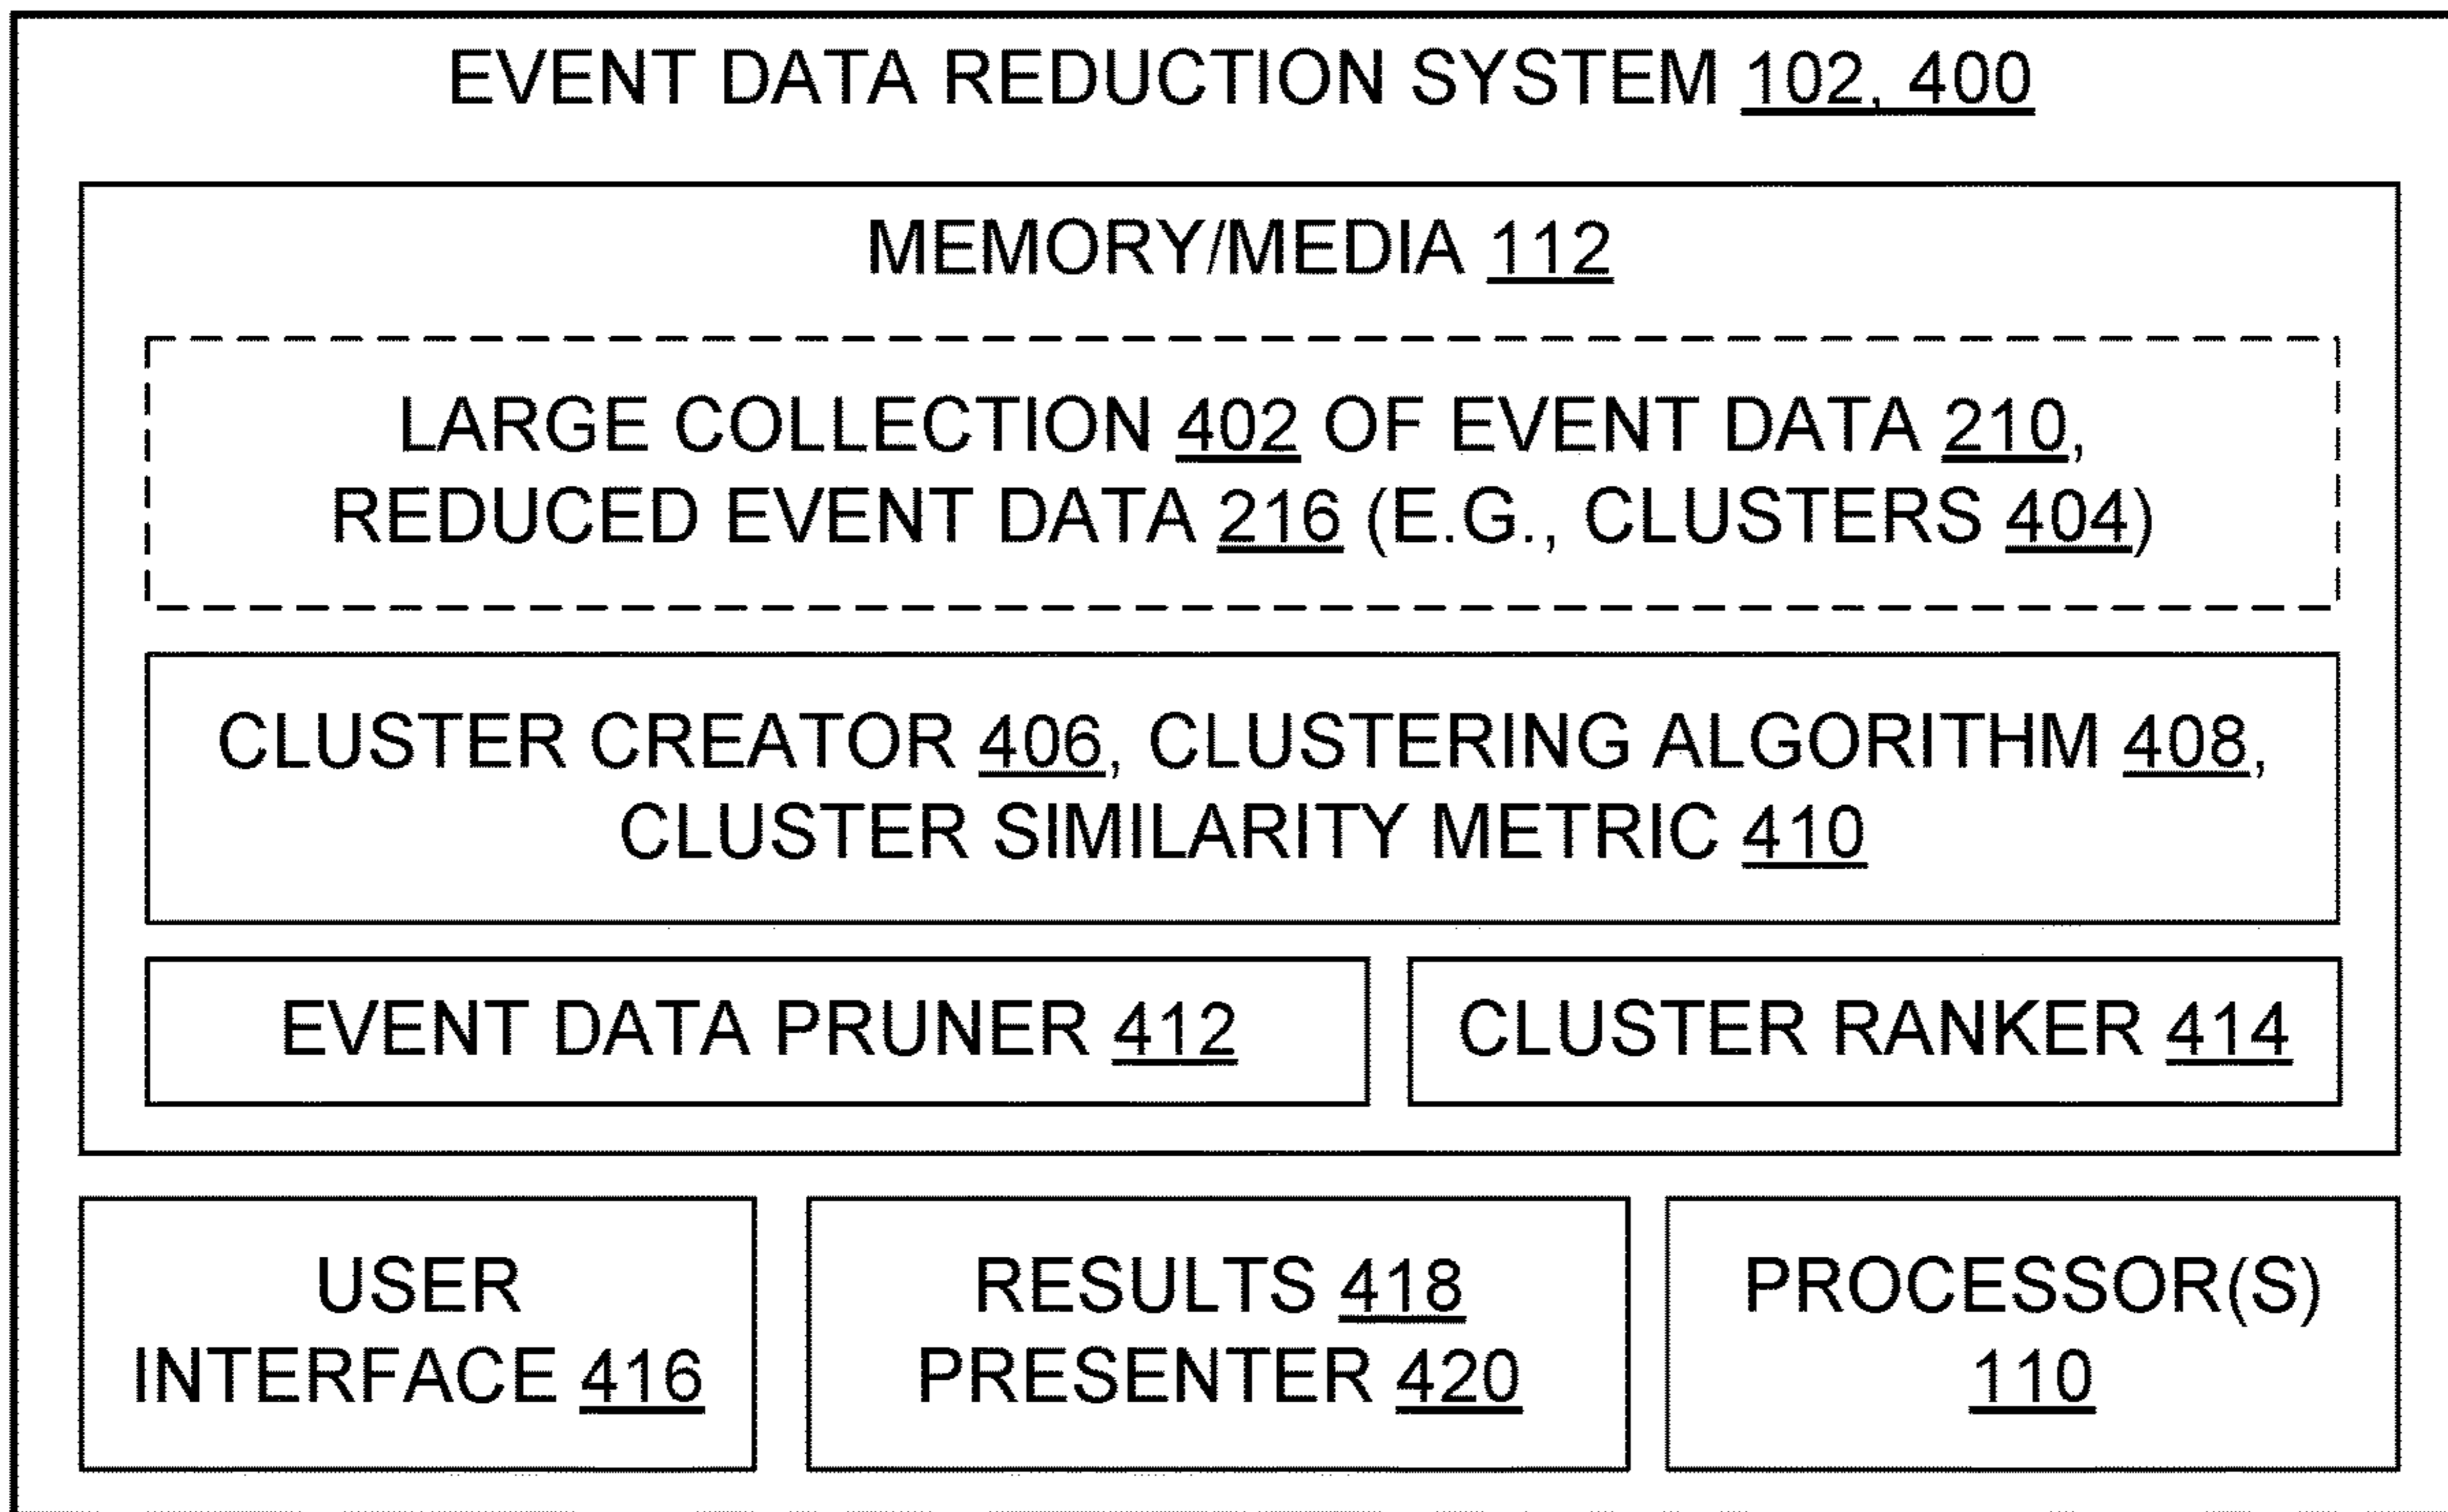 EVENT DATA REDUCTION SYSTEM 102, 400
MEMORY/MEDIA 112
LARGE COLLECTION 402 OF EVENT DATA 210,
REDUCED EVENT DATA 216 (E.G., CLUSTERS 404)
CLUSTER CREATOR 406, CLUSTERING ALGORITHM 408,
CLUSTER SIMILARITY METRIC 410
EVENT DATA PRUNER 412
CLUSTER RANKER 414
USER
INTERFACE 416
RESULTS 418
PRESENTER 420
PROCESSOR(S)
110